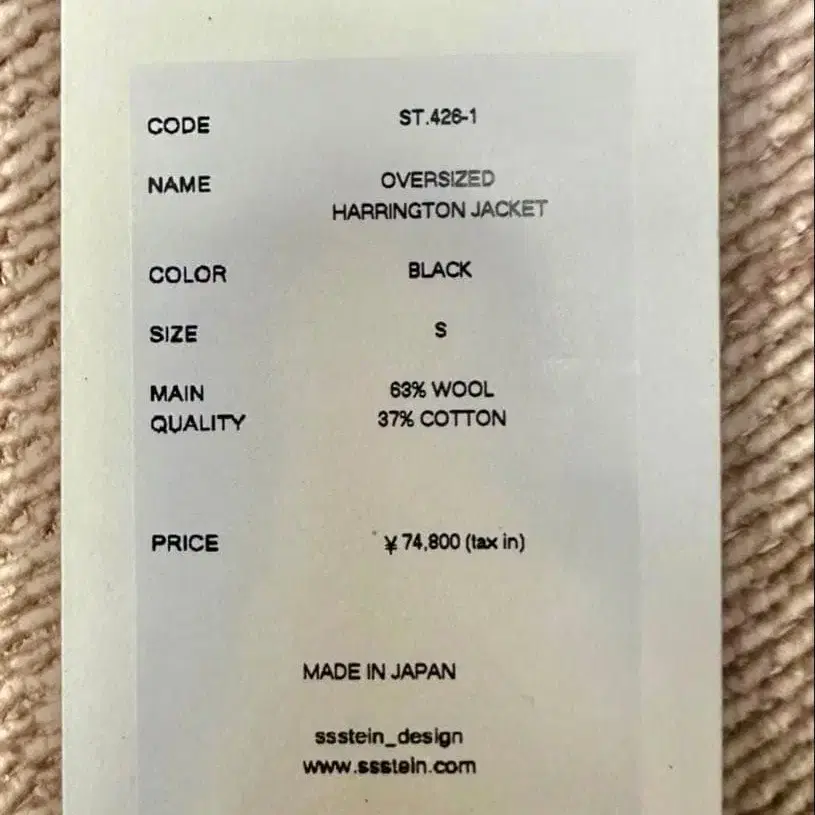 CODE ST.426-1
NAME OVERSIZED
HARRINGTON JACKET
COLOR BLACK
SIZE S
MAIN 63% WOOL
QUALITY 37% COTTON
PRICE ¥74,800 (tax in)
MADE IN JAPAN
ssstein_design
www.ssstein.com